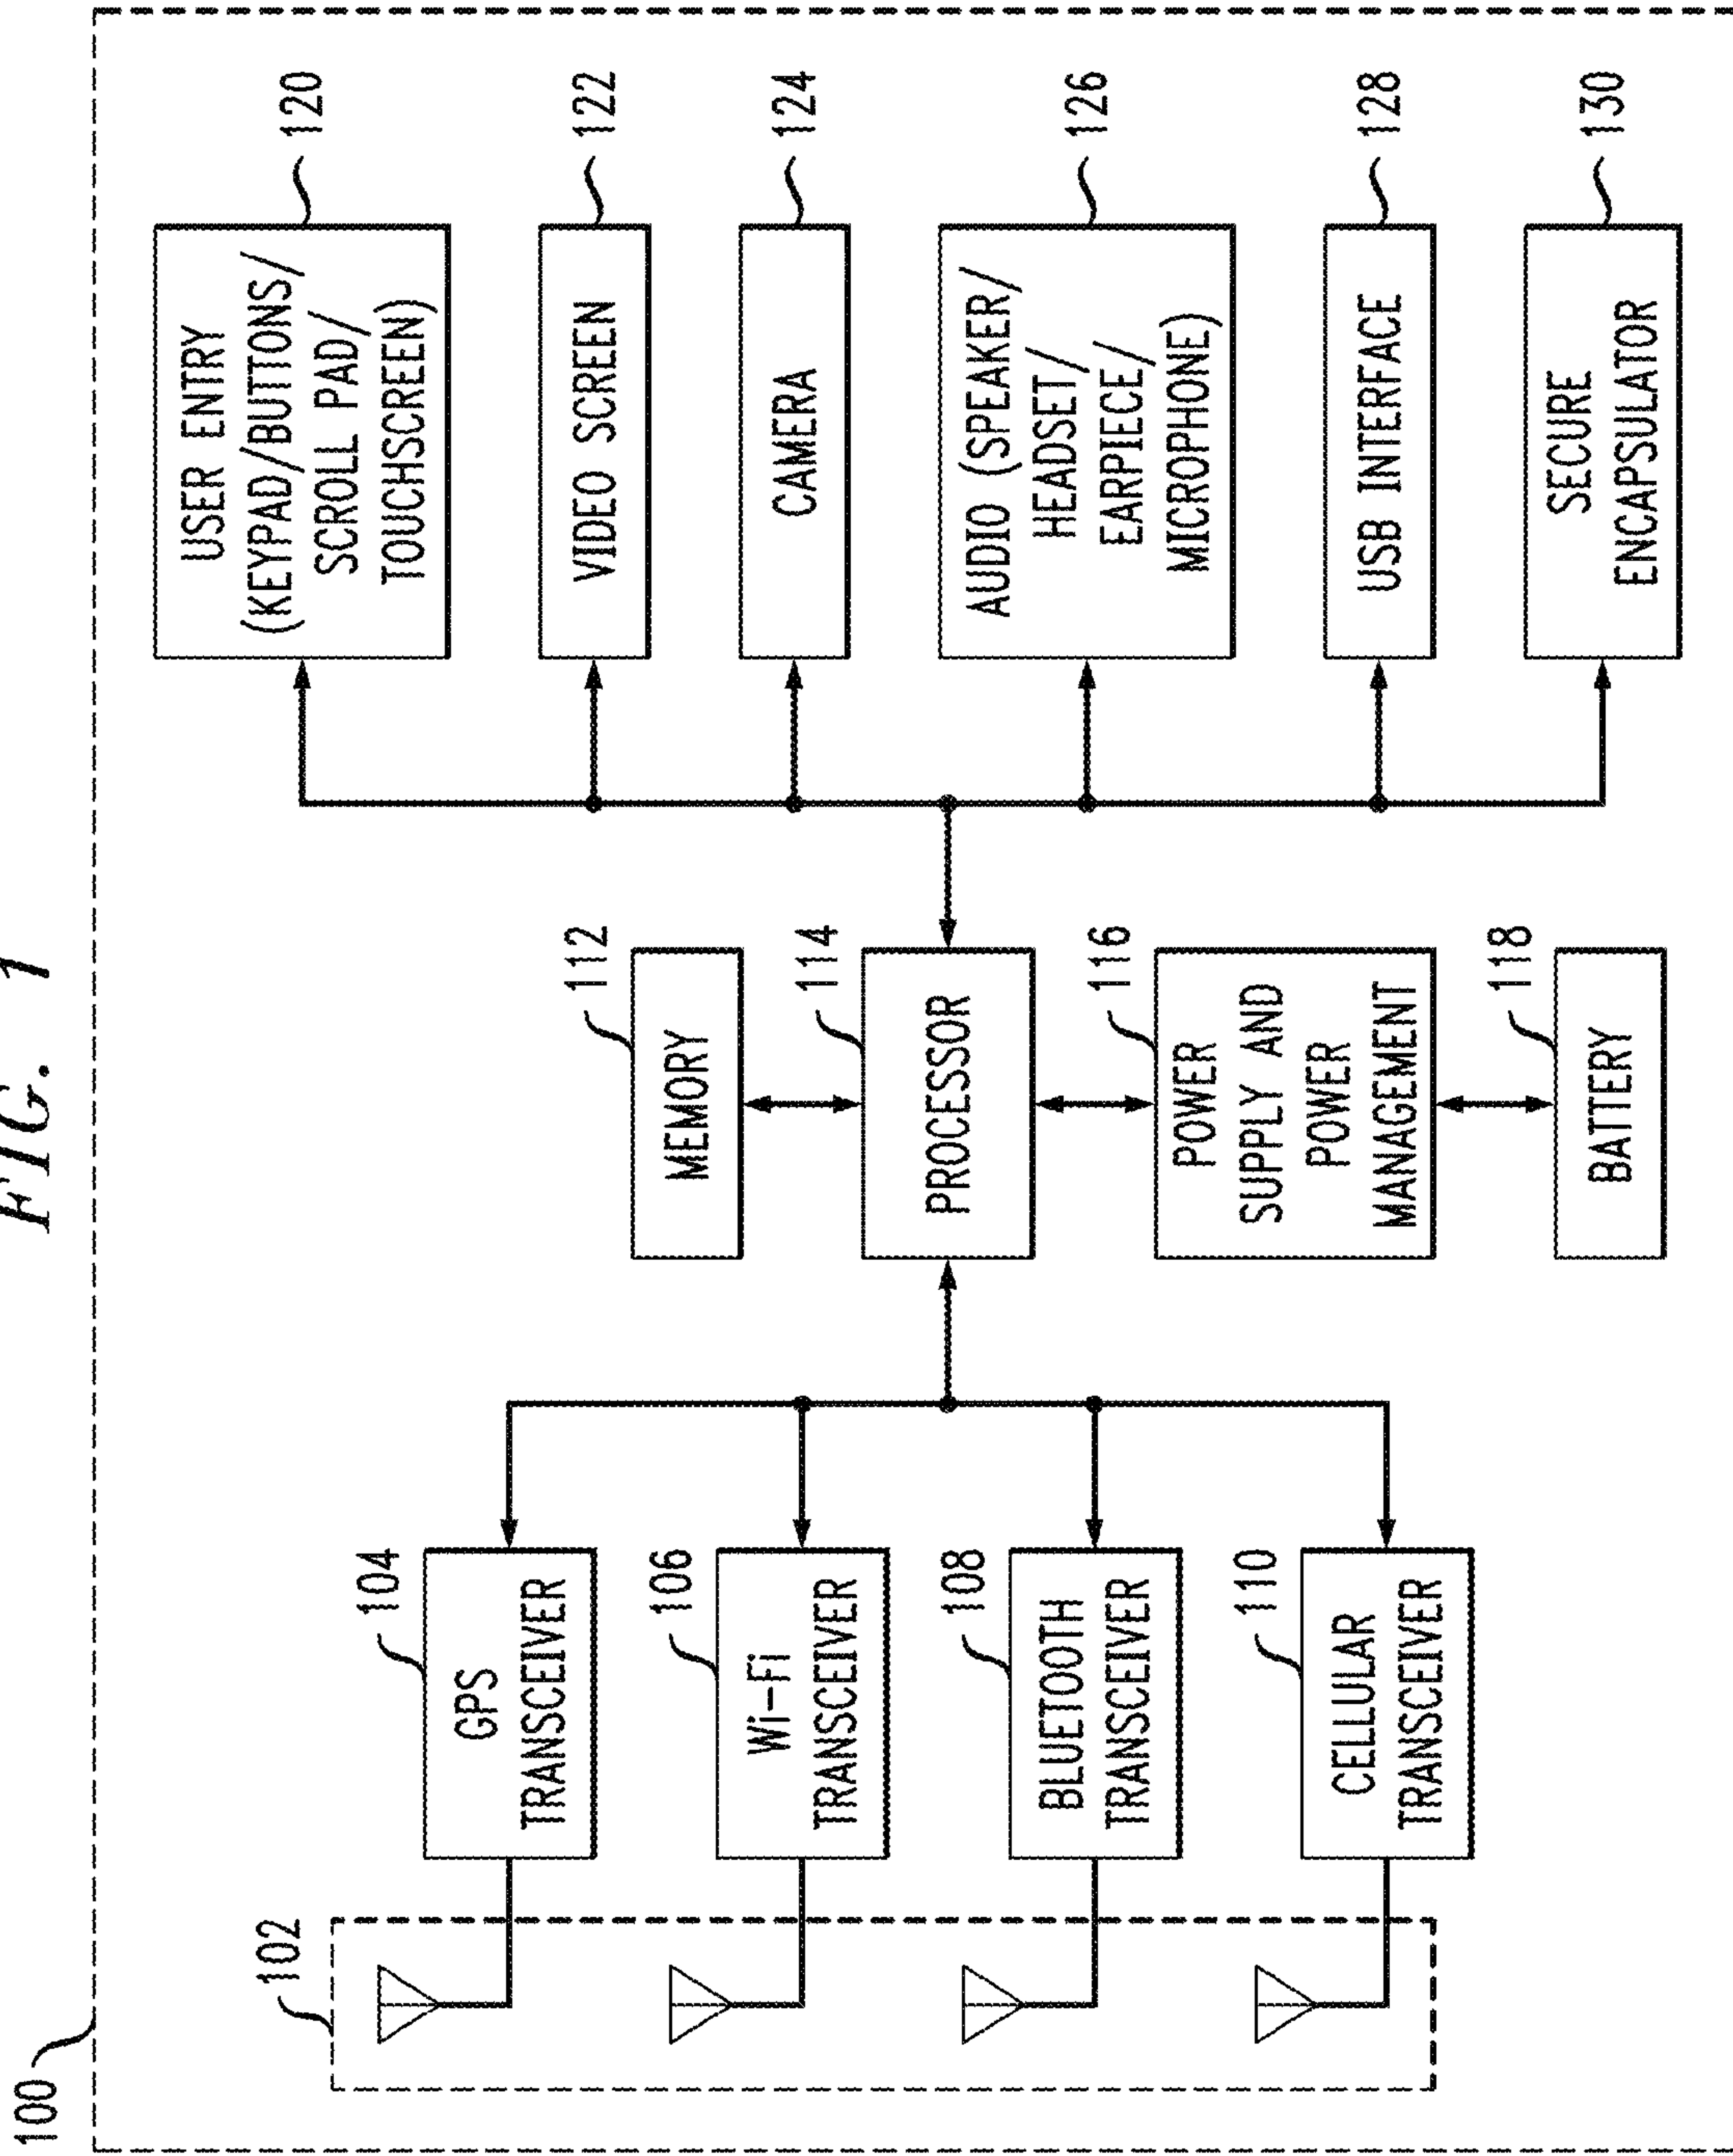 FIG. 1
100
102
104
GPS
TRANSCEIVER
106
Wi-Fi
TRANSCEIVER
108
BLUETOOTH
TRANSCEIVER
110
CELLULAR
TRANSCEIVER
112
MEMORY
114
PROCESSOR
116
POWER
SUPPLY AND
POWER
MANAGEMENT
118
BATTERY
USER ENTRY
(KEYPAD/BUTTONS/
SCROLL PAD/
TOUCHSCREEN)
120
VIDEO SCREEN
122
CAMERA
124
AUDIO (SPEAKER/
HEADSET/
EARPIECE/
MICROPHONE)
126
USB INTERFACE
128
SECURE
ENCAPSULATOR
130